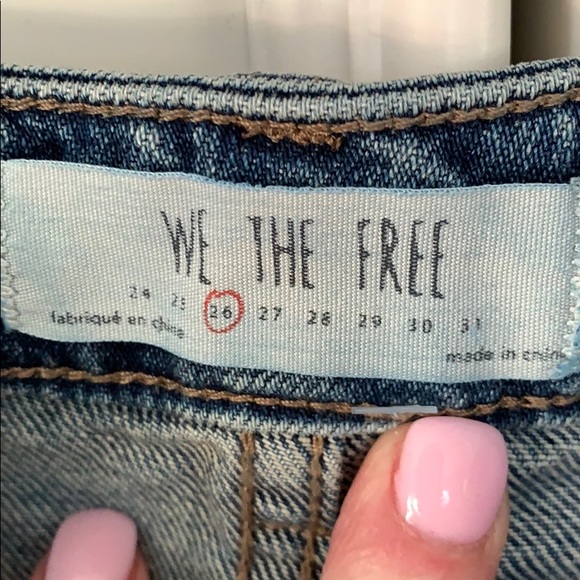 WE THE FREE
24 25 26 27 28 29 30 31
fabriqué en chine
made in china